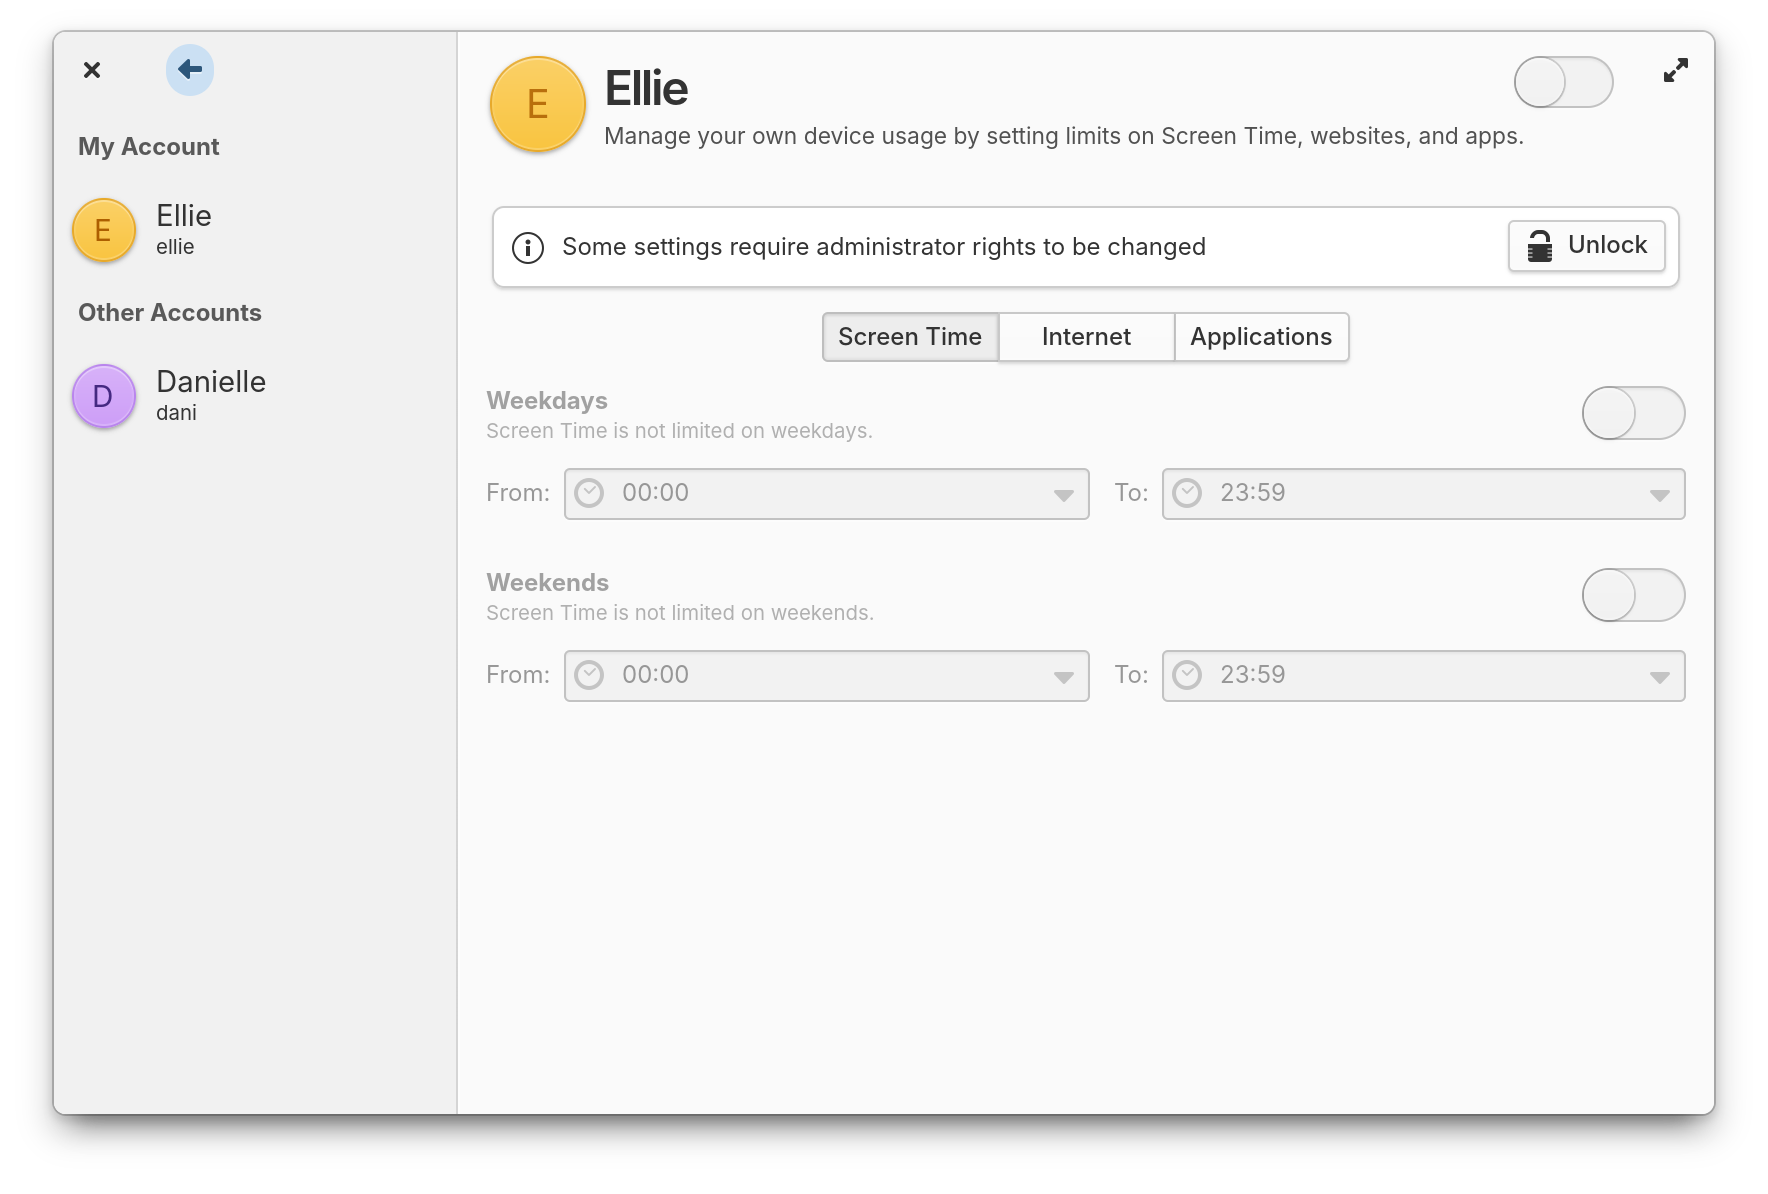 My Account
E
Ellie
ellie
Other Accounts
D
Danielle
dani
E
Ellie
Manage your own device usage by setting limits on Screen Time, websites, and apps.
Some settings require administrator rights to be changed
Unlock
Screen Time Internet Applications
Weekdays
Screen Time is not limited on weekdays.
From: 00:00 To: 23:59
Weekends
Screen Time is not limited on weekends.
From: 00:00 To: 23:59